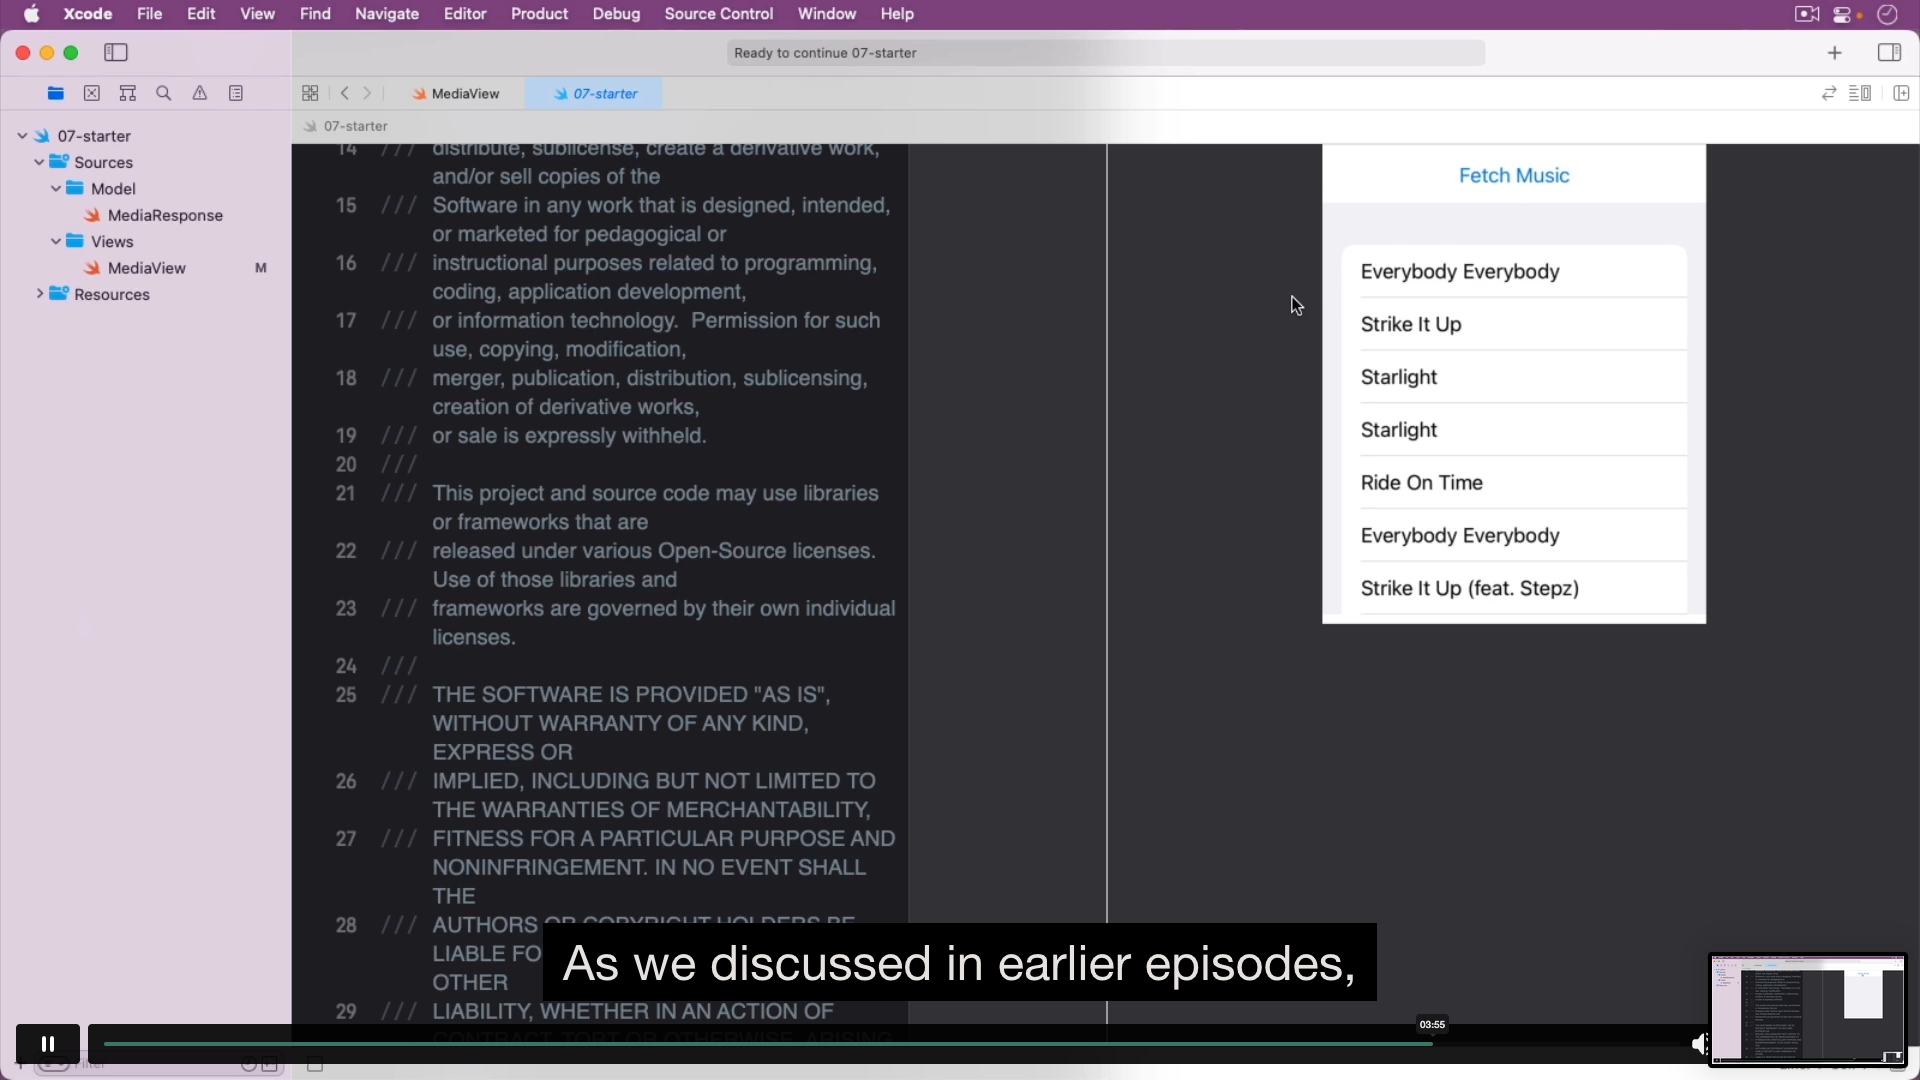 Xcode File Edit View Find Navigate Editor Product Debug Source Control Window Help
Ready to continue 07-starter
MediaView 07-starter
07-starter
07-starter
Sources
Model
MediaResponse
Views
MediaView M
Resources
14 /// distribute, sublicense, create a derivative work,
and/or sell copies of the
15 /// Software in any work that is designed, intended,
or marketed for pedagogical or
16 /// instructional purposes related to programming,
coding, application development,
17 /// or information technology.  Permission for such
use, copying, modification,
18 /// merger, publication, distribution, sublicensing,
creation of derivative works,
19 /// or sale is expressly withheld.
20 ///
21 /// This project and source code may use libraries
or frameworks that are
22 /// released under various Open-Source licenses.
Use of those libraries and
23 /// frameworks are governed by their own individual
licenses.
24 ///
25 /// THE SOFTWARE IS PROVIDED "AS IS",
WITHOUT WARRANTY OF ANY KIND,
EXPRESS OR
26 /// IMPLIED, INCLUDING BUT NOT LIMITED TO
THE WARRANTIES OF MERCHANTABILITY,
27 /// FITNESS FOR A PARTICULAR PURPOSE AND
NONINFRINGEMENT. IN NO EVENT SHALL
THE
28 /// AUTHORS OR COPYRIGHT HOLDERS BE
LIABLE FO
OTHER
29 /// LIABILITY, WHETHER IN AN ACTION OF
CONTRACT, TORT OR OTHERWISE, ARISING
Fetch Music
Everybody Everybody
Strike It Up
Starlight
Starlight
Ride On Time
Everybody Everybody
Strike It Up (feat. Stepz)
As we discussed in earlier episodes,
03:55
Filter